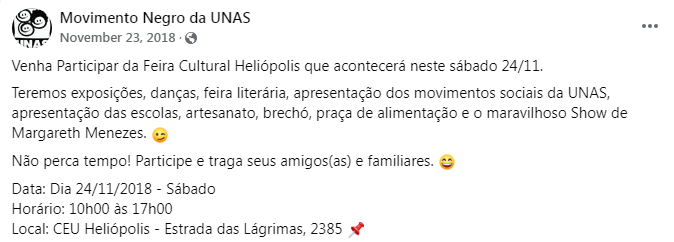 Movimento Negro da UNAS
November 23, 2018 ·
UNAS
Venha Participar da Feira Cultural Heliópolis que acontecerá neste sábado 24/11.
Teremos exposições, danças, feira literária, apresentação dos movimentos sociais da UNAS,
apresentação das escolas, artesanato, brechó, praça de alimentação e o maravilhoso Show de
Margareth Menezes. 😉
Não perca tempo! Participe e traga seus amigos(as) e familiares. 😄
Data: Dia 24/11/2018 - Sábado
Horário: 10h00 às 17h00
Local: CEU Heliópolis - Estrada das Lágrimas, 2385 📌